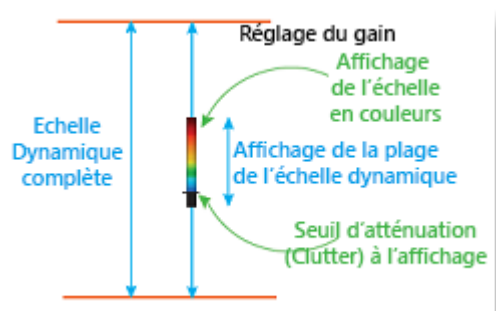 Réglage du gain
Affichage
de l'échelle
en couleurs
Echelle
Dynamique
complète
Affichage de la plage
de l'échelle dynamique
Seuil d'atténuation
(Clutter) à l'affichage